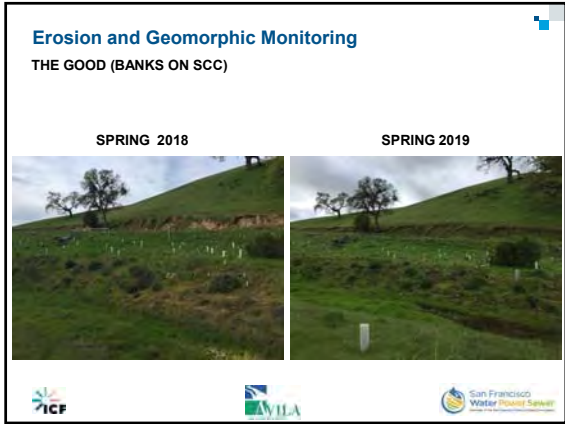 Erosion and Geomorphic Monitoring
THE GOOD (BANKS ON SCC)
SPRING 2018
SPRING 2019
ICF
AVILA
San Francisco
Water Power Sewer